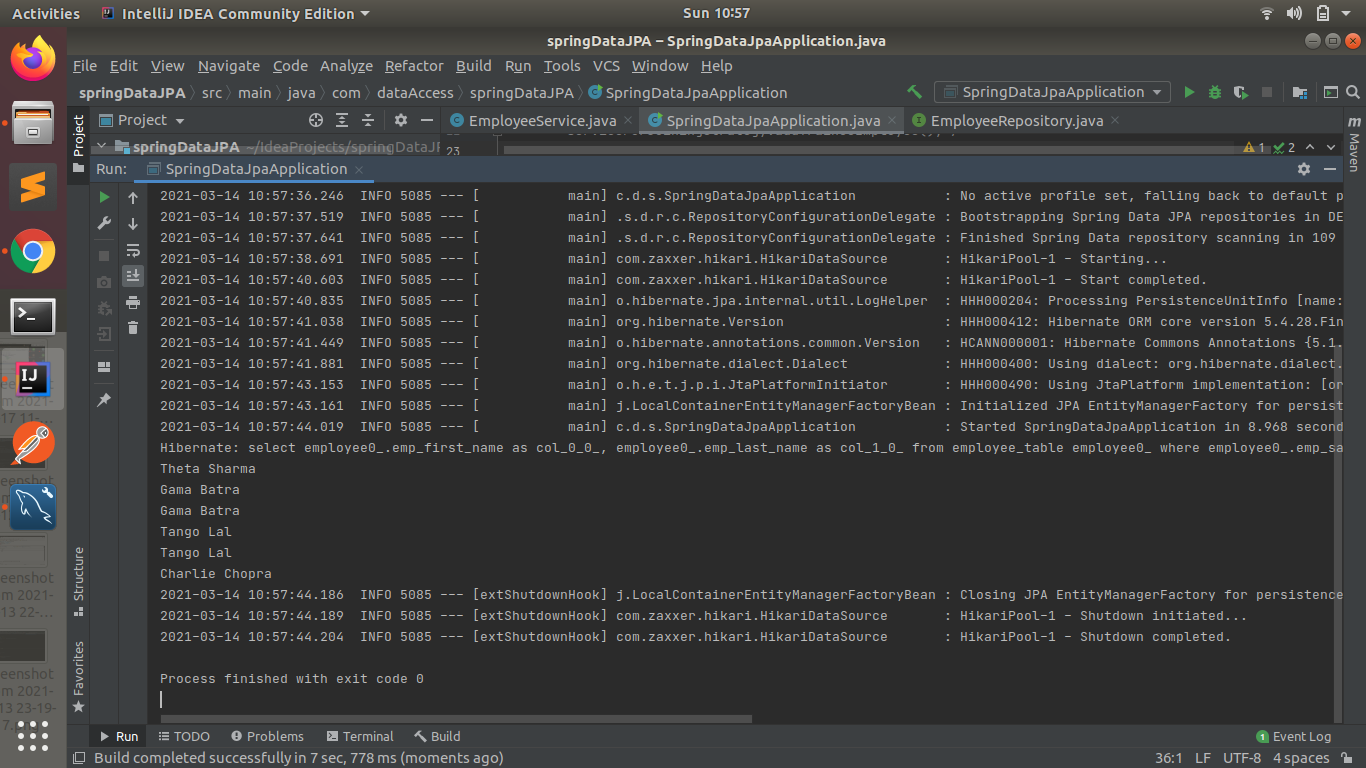 Activities IntelliJ IDEA Community Edition Sun 10:57
springDataJPA – SpringDataJpaApplication.java
File Edit View Navigate Code Analyze Refactor Build Run Tools VCS Window Help
springDataJPA src main java com dataAccess springDataJPA SpringDataJpaApplication SpringDataJpaApplication
Project Project EmployeeService.java SpringDataJpaApplication.java EmployeeRepository.java Maven
springDataJPA ~/IdeaProjects/springDataJP 23 1 2
Run: SpringDataJpaApplication
2021-03-14 10:57:36.246 INFO 5085 --- [ main] c.d.s.SpringDataJpaApplication : No active profile set, falling back to default p
2021-03-14 10:57:37.519 INFO 5085 --- [ main] .s.d.r.c.RepositoryConfigurationDelegate : Bootstrapping Spring Data JPA repositories in DE
2021-03-14 10:57:37.641 INFO 5085 --- [ main] .s.d.r.c.RepositoryConfigurationDelegate : Finished Spring Data repository scanning in 109
2021-03-14 10:57:38.691 INFO 5085 --- [ main] com.zaxxer.hikari.HikariDataSource : HikariPool-1 - Starting...
2021-03-14 10:57:40.603 INFO 5085 --- [ main] com.zaxxer.hikari.HikariDataSource : HikariPool-1 - Start completed.
2021-03-14 10:57:40.835 INFO 5085 --- [ main] o.hibernate.jpa.internal.util.LogHelper : HHH000204: Processing PersistenceUnitInfo [name:
2021-03-14 10:57:41.038 INFO 5085 --- [ main] org.hibernate.Version : HHH000412: Hibernate ORM core version 5.4.28.Fin
2021-03-14 10:57:41.449 INFO 5085 --- [ main] o.hibernate.annotations.common.Version : HCANN000001: Hibernate Commons Annotations {5.1.
2021-03-14 10:57:41.881 INFO 5085 --- [ main] org.hibernate.dialect.Dialect : HHH000400: Using dialect: org.hibernate.dialect.
2021-03-14 10:57:43.153 INFO 5085 --- [ main] o.h.e.t.j.p.i.JtaPlatformInitiator : HHH000490: Using JtaPlatform implementation: [or
2021-03-14 10:57:43.161 INFO 5085 --- [ main] j.LocalContainerEntityManagerFactoryBean : Initialized JPA EntityManagerFactory for persist
2021-03-14 10:57:44.019 INFO 5085 --- [ main] c.d.s.SpringDataJpaApplication : Started SpringDataJpaApplication in 8.968 second
Hibernate: select employee0_.emp_first_name as col_0_0_, employee0_.emp_last_name as col_1_0_ from employee_table employee0_ where employee0_.emp_sa
Theta Sharma
Gama Batra
Gama Batra
Tango Lal
Tango Lal
Charlie Chopra
2021-03-14 10:57:44.186 INFO 5085 --- [extShutdownHook] j.LocalContainerEntityManagerFactoryBean : Closing JPA EntityManagerFactory for persistence
2021-03-14 10:57:44.189 INFO 5085 --- [extShutdownHook] com.zaxxer.hikari.HikariDataSource : HikariPool-1 - Shutdown initiated...
2021-03-14 10:57:44.204 INFO 5085 --- [extShutdownHook] com.zaxxer.hikari.HikariDataSource : HikariPool-1 - Shutdown completed.
Process finished with exit code 0
Structure
Favorites
Run TODO Problems Terminal Build 1 Event Log
Build completed successfully in 7 sec, 778 ms (moments ago) 36:1 LF UTF-8 4 spaces